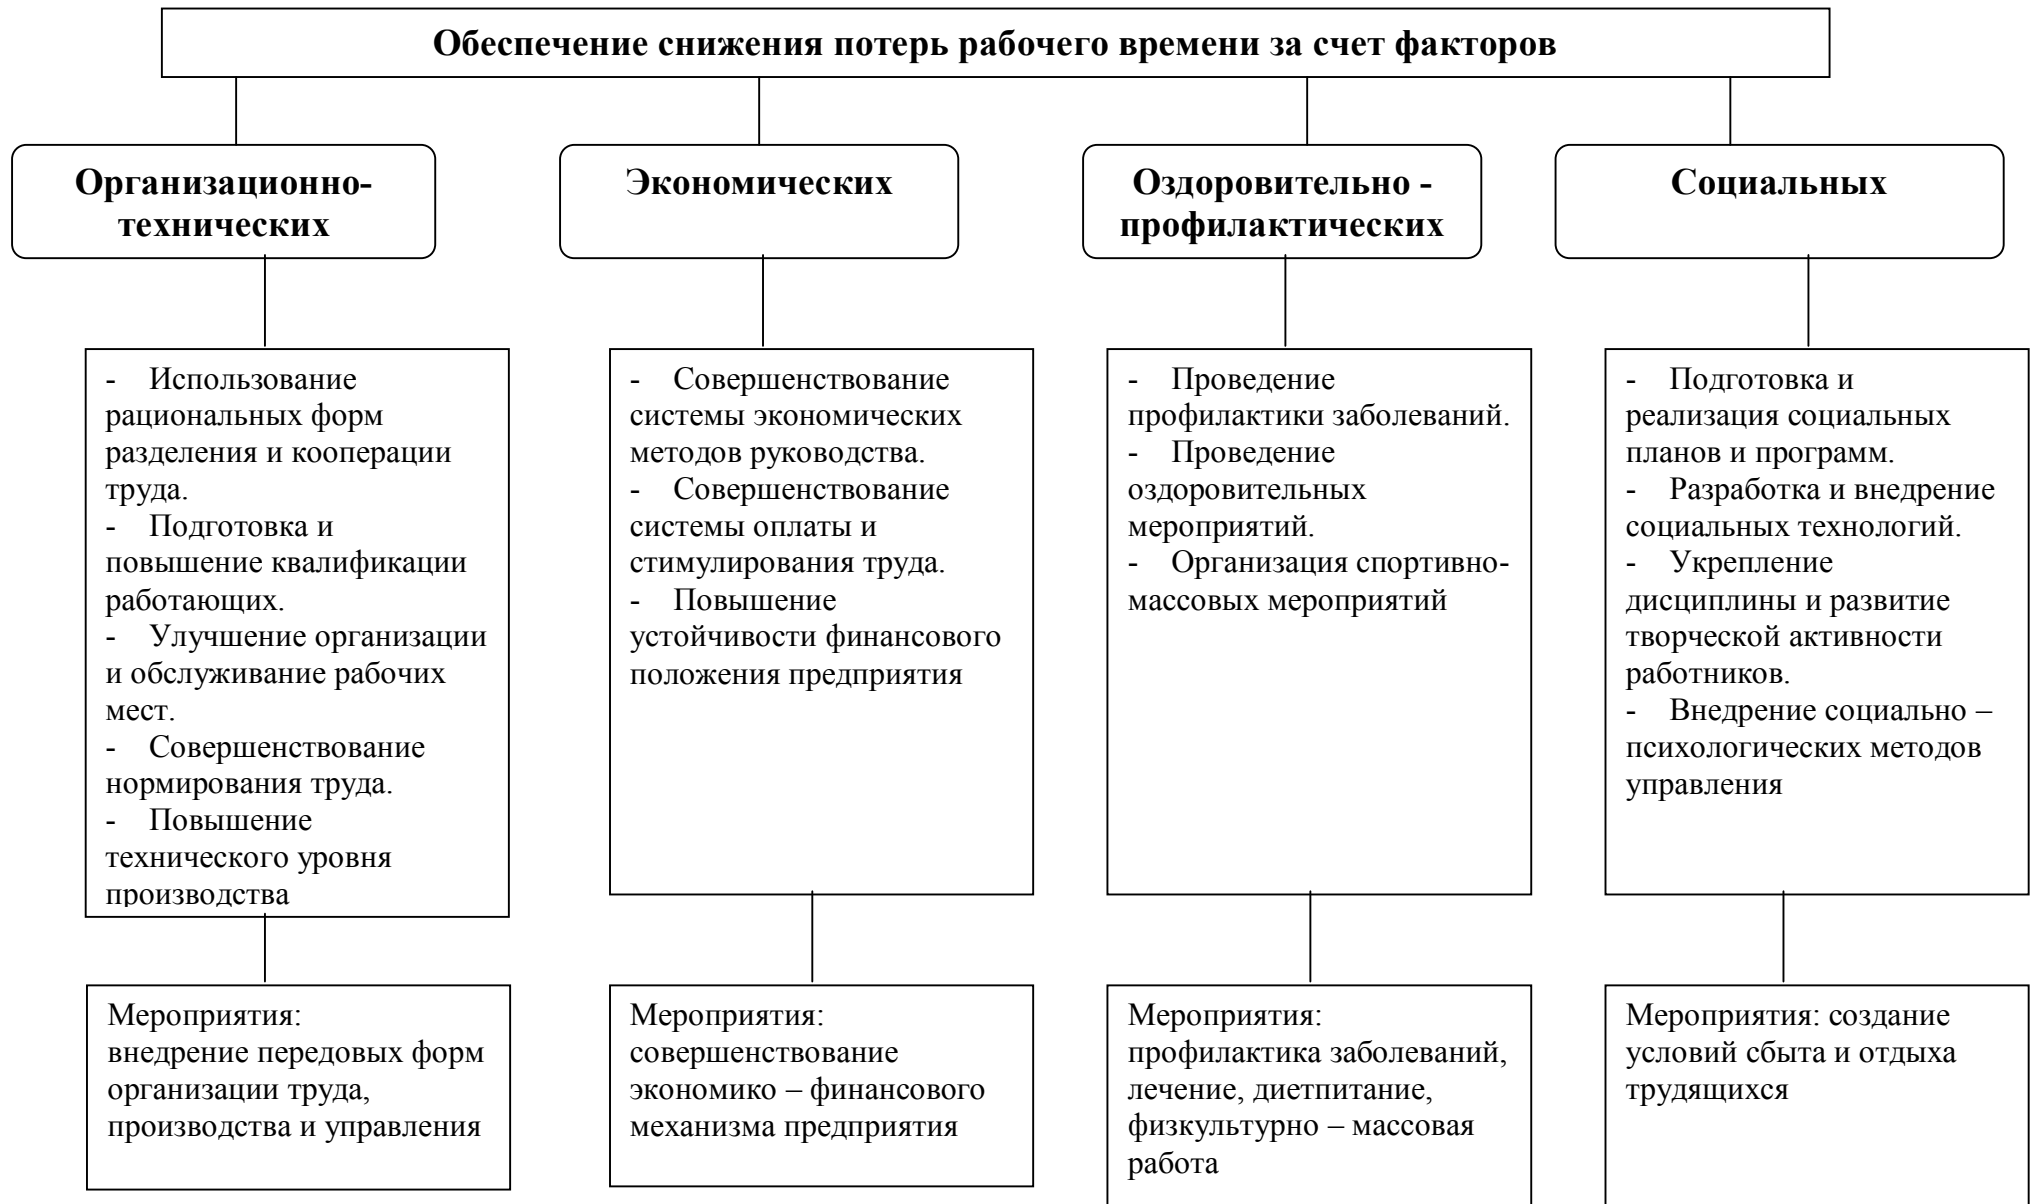 Обеспечение снижения потерь рабочего времени за счет факторов
Организационно-
технических
Экономических
Оздоровительно -
профилактических
Социальных
- Использование
рациональных форм
разделения и кооперации
труда.
- Подготовка и
повышение квалификации
работающих.
- Улучшение организации
и обслуживание рабочих
мест.
- Совершенствование
нормирования труда.
- Повышение
технического уровня
производства
- Совершенствование
системы экономических
методов руководства.
- Совершенствование
системы оплаты и
стимулирования труда.
- Повышение
устойчивости финансового
положения предприятия
- Проведение
профилактики заболеваний.
- Проведение
оздоровительных
мероприятий.
- Организация спортивно-
массовых мероприятий
- Подготовка и
реализация социальных
планов и программ.
- Разработка и внедрение
социальных технологий.
- Укрепление
дисциплины и развитие
творческой активности
работников.
- Внедрение социально –
психологических методов
управления
Мероприятия:
внедрение передовых форм
организации труда,
производства и управления
Мероприятия:
совершенствование
экономико – финансового
механизма предприятия
Мероприятия:
профилактика заболеваний,
лечение, диетпитание,
физкультурно – массовая
работа
Мероприятия: создание
условий сбыта и отдыха
трудящихся